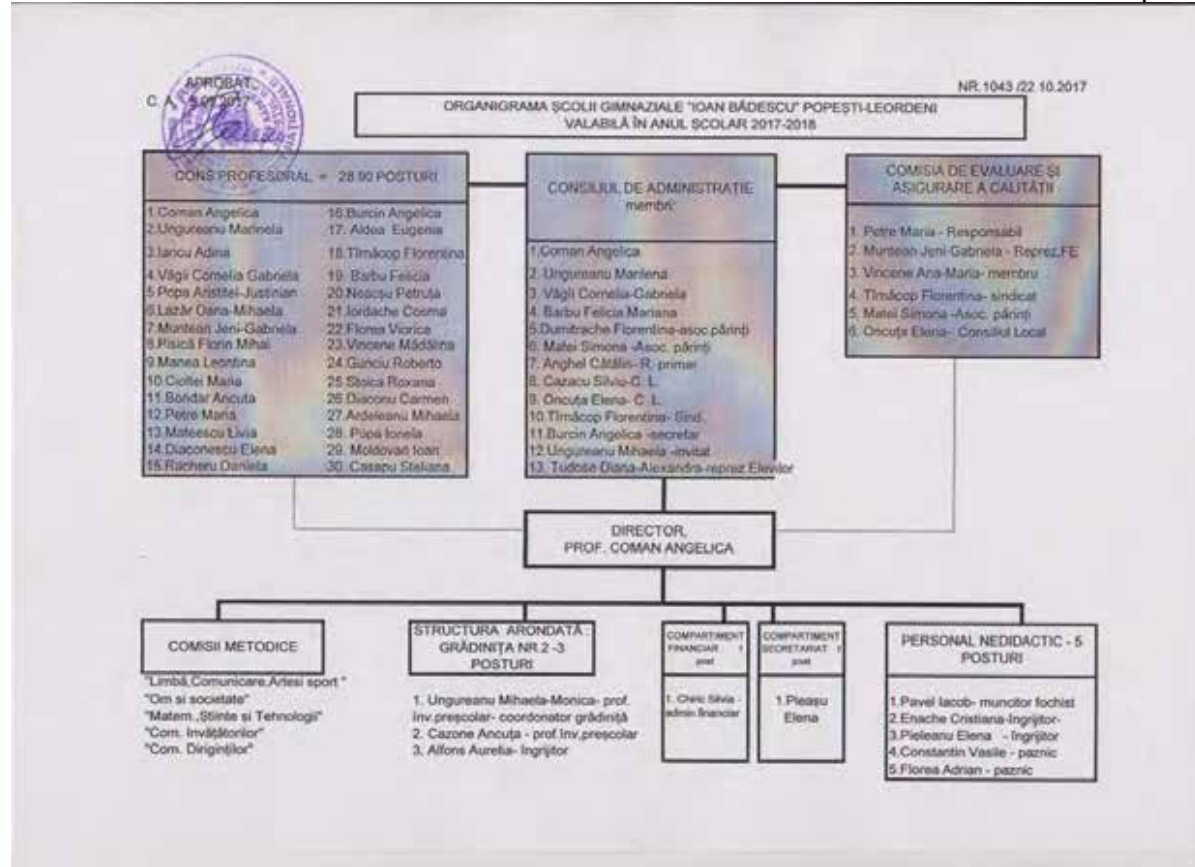 APROBAT
C. A.
NR. 1043 /22 10.2017
ORGANIGRAMA ȘCOLII GIMNAZIALE "IOAN BĂDESCU" POPEȘTI-LEORDENI
VALABILĂ ÎN ANUL ȘCOLAR 2017-2018
CONS PROFESORAL = 28.90 POSTURI
1.Coman Angelica
2.Ungureanu Marinela
3.Iancu Adina
4.Văgîi Cornelia Gabriela
5.Popa Aristitel-Justinian
6.Lazăr Oana-Mihaela
7.Muntean Jeni-Gabriela
8.Pisică Florin Mihai
9.Manea Leontina
10.Cioltei Maria
11.Bondar Ancuta
12.Petre Maria
13.Mateescu Livia
14.Diaconescu Elena
15.Racheru Daniela
16.Burcin Angelica
17. Aldea Eugenia
18.Tîmăcop Florentina
19. Barbu Felicia
20.Neacșu Petruța
21.Iordache Cosma
22.Florea Viorica
23.Vincene Mădălina
24.Gunciu Roberto
25 Stoica Roxana
26.Diaconu Carmen
27.Ardeleanu Mihaela
28. Popa Ionela
29. Moldovan Ioan
30. Casapu Steliana
CONSILIUL DE ADMINISTRAȚIE
membri:
1.Coman Angelica
2. Ungureanu Marilena
3. Văgîi Cornelia-Gabriela
4. Barbu Felicia Mariana
5.Dumitrache Florentina-asoc.părinți
6. Matei Simona -Asoc. părinți
7. Anghel Cătălin- R. primar
8. Cazacu Silviu-C. L.
9. Oncuța Elena- C. L.
10.Tîmăcop Florentina- Sind.
11.Burcin Angelica -secretar
12.Ungureanu Mihaela -invitat
13. Tudose Diana-Alexandra-reprez.Elevilor
COMISIA DE EVALUARE ȘI
ASIGURARE A CALITĂȚII
1. Petre Maria - Responsabil
2. Muntean Jeni-Gabriela - Reprez.FE
3. Vincene Ana-Maria- membru
4. Tîmăcop Florentina- sindicat
5. Matei Simona -Asoc. părinți
6. Oncuța Elena- Consiliul Local
DIRECTOR,
PROF. COMAN ANGELICA
COMISII METODICE
"Limbă,Comunicare,Artesi sport "
"Om si societate"
"Matem.,Stiinte si Tehnologii"
"Com. Invățătorilor"
"Com. Diriginților"
STRUCTURA ARONDATĂ :
GRĂDINIȚA NR.2 -3
POSTURI
1. Ungureanu Mihaela-Monica- prof.
înv.preșcolar- coordonator grădiniță
2. Cazone Ancuța - prof.înv.preșcolar
3. Alfons Aurelia- îngrijitor
COMPARTIMENT
FINANCIAR 1
post
1. Chiric Silvia -
admin.financiar
COMPARTIMENT
SECRETARIAT 1
post
1.Pleașu
Elena
PERSONAL NEDIDACTIC - 5
POSTURI
1.Pavel Iacob- muncitor fochist
2.Enache Cristiana-Ingrijitor-
3.Pieleanu Elena - îngrijitor
4.Constantin Vasile - paznic
5.Florea Adrian - paznic